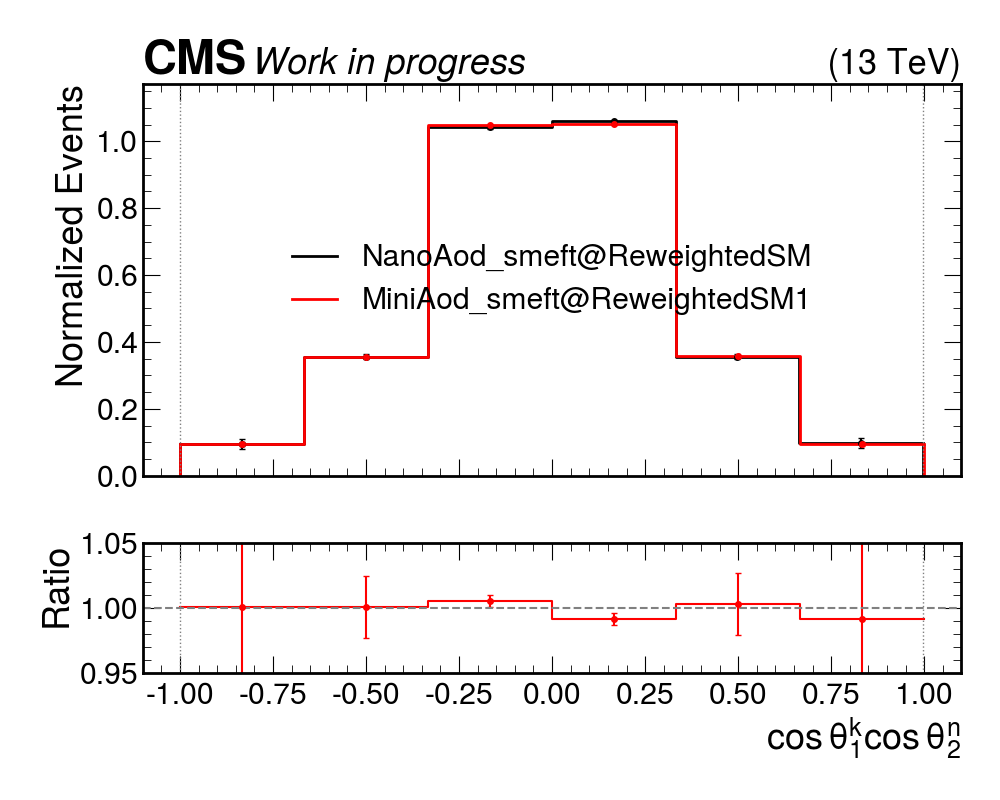 CMS Work in progress (13 TeV)
Normalized Events
1.0
0.8
0.6
0.4
0.2
0.0
NanoAod_smeft@ReweightedSM
MiniAod_smeft@ReweightedSM1
Ratio
1.05
1.00
0.95
-1.00 -0.75 -0.50 -0.25 0.00 0.25 0.50 0.75 1.00
cos θ₁ᵏcos θ₂ⁿ